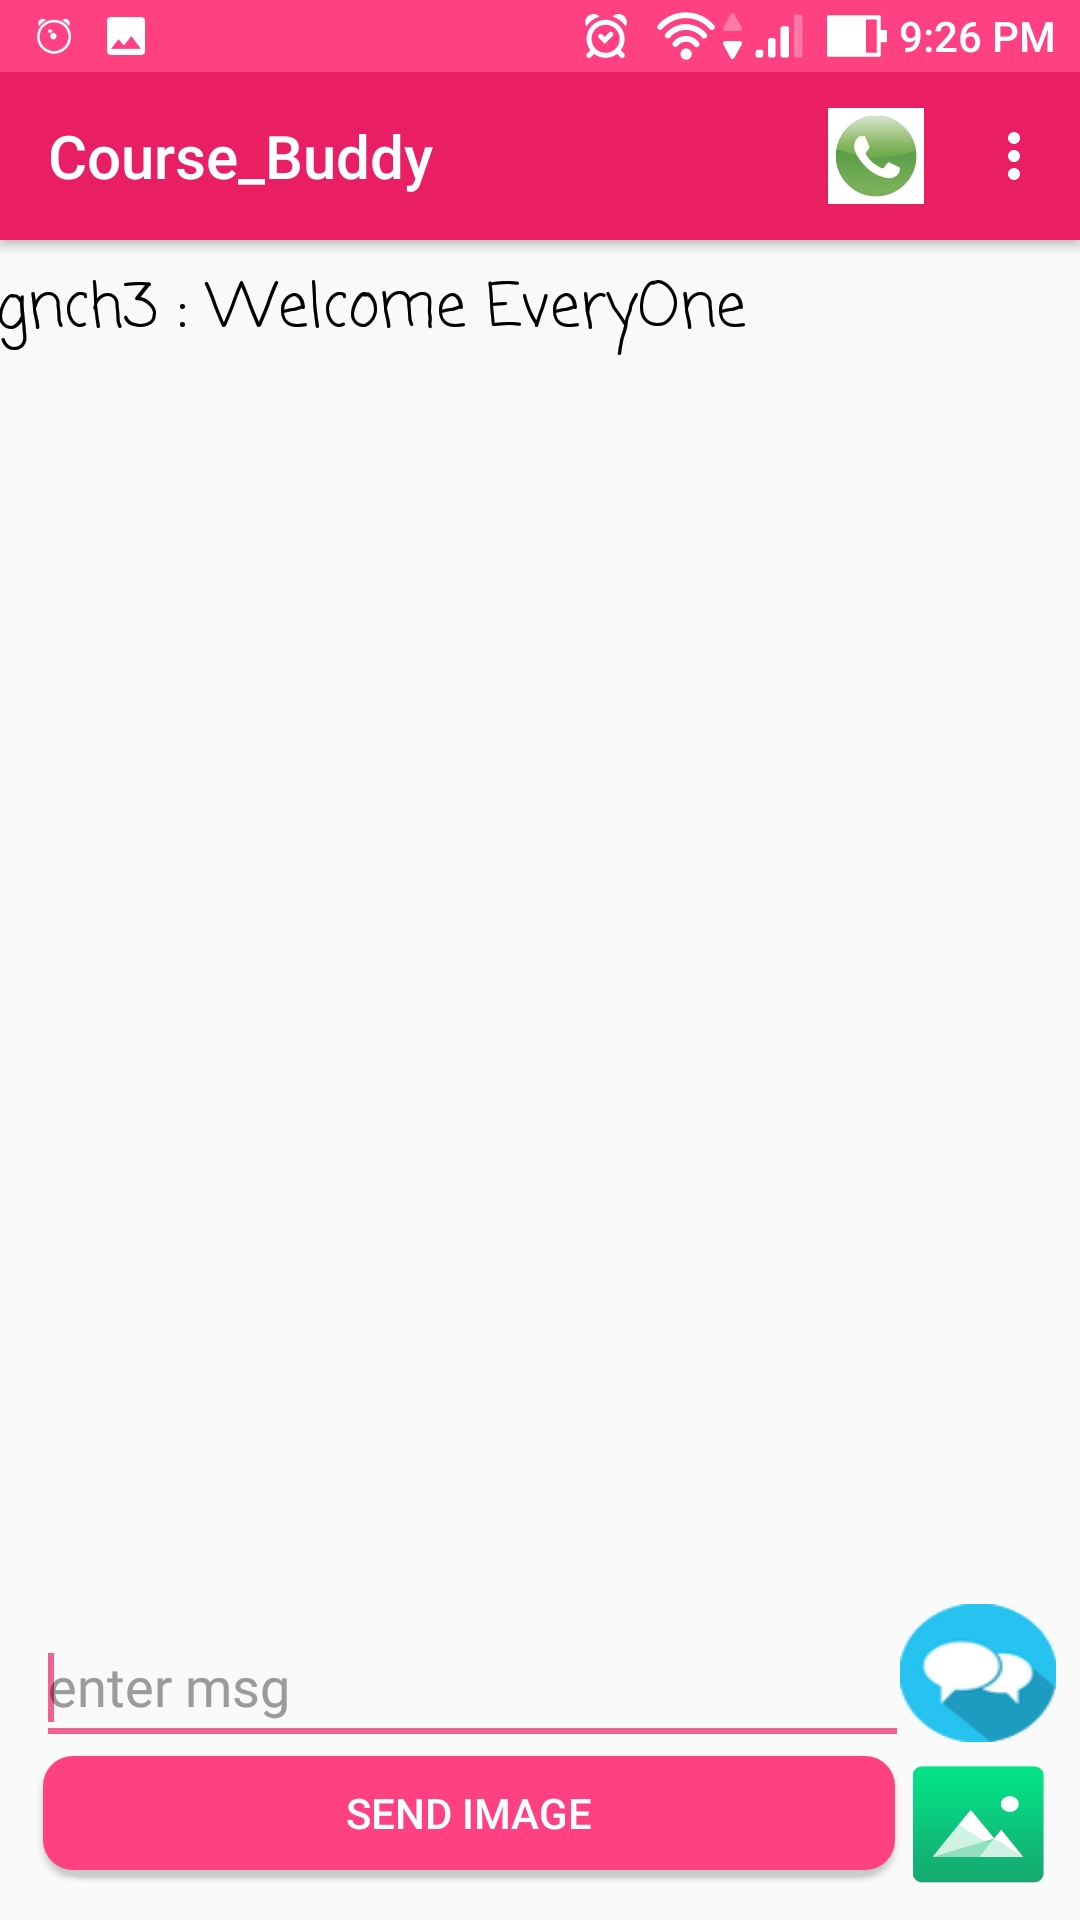 9:26 PM
Course_Buddy
gnch3 : Welcome EveryOne
enter msg
SEND IMAGE